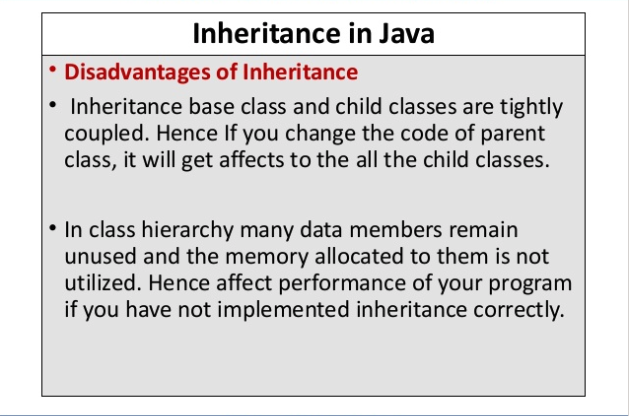 Inheritance in Java
• Disadvantages of Inheritance
• Inheritance base class and child classes are tightly
coupled. Hence If you change the code of parent
class, it will get affects to the all the child classes.
• In class hierarchy many data members remain
unused and the memory allocated to them is not
utilized. Hence affect performance of your program
if you have not implemented inheritance correctly.